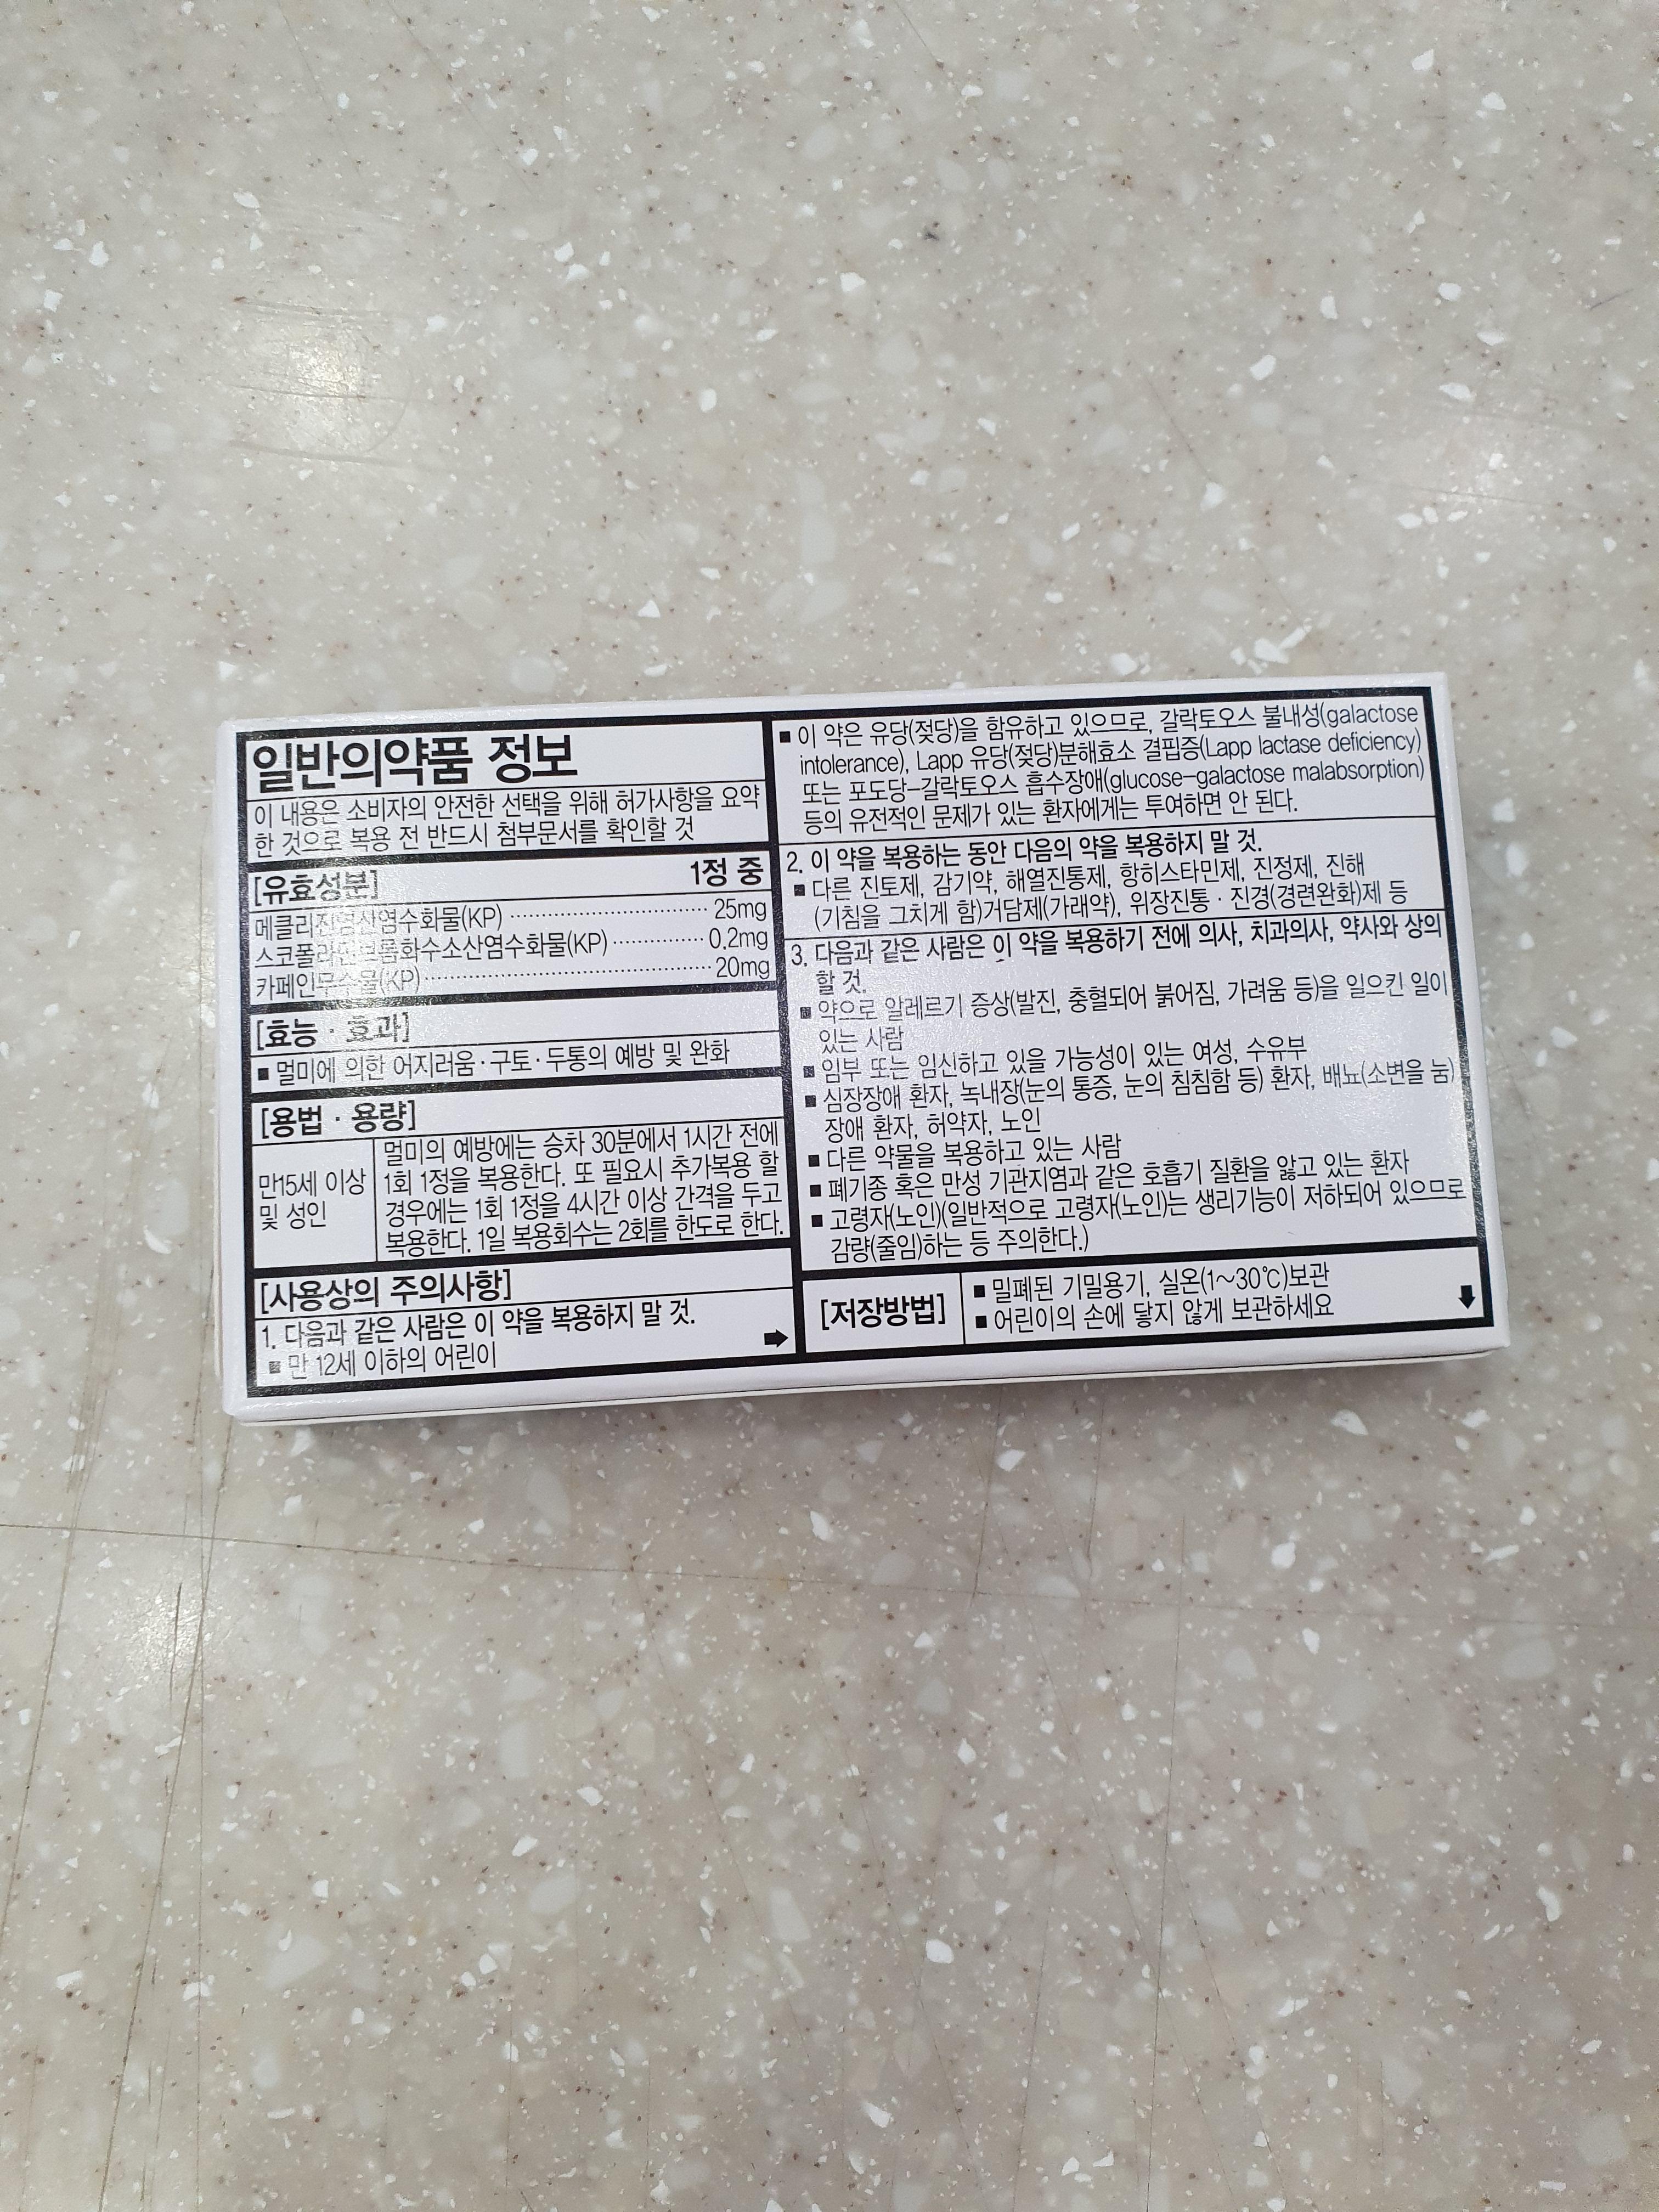 일반의약품 정보
이 내용은 소비자의 안전한 선택을 위해 허가사항을 요약
한 것으로 복용 전 반드시 첨부문서를 확인할 것
[유효성분] 1정 중
메클리진염산염수화물(KP) 25mg
스코폴라민브롬화수소산염수화물(KP) 0.2mg
카페인무수물(KP) 20mg
[효능 · 효과]
■ 멀미에 의한 어지러움 · 구토 · 두통의 예방 및 완화
[용법 · 용량]
만15세 이상
및 성인
멀미의 예방에는 승차 30분에서 1시간 전에
1회 1정을 복용한다. 또 필요시 추가복용 할
경우에는 1회 1정을 4시간 이상 간격을 두고
복용한다. 1일 복용회수는 2회를 한도로 한다.
[사용상의 주의사항]
1. 다음과 같은 사람은 이 약을 복용하지 말 것.
■ 만 12세 이하의 어린이
■ 이 약은 유당(젖당)을 함유하고 있으므로, 갈락토오스 불내성(galactose
intolerance), Lapp 유당(젖당)분해효소 결핍증(Lapp lactase deficiency)
또는 포도당-갈락토오스 흡수장애(glucose-galactose malabsorption)
등의 유전적인 문제가 있는 환자에게는 투여하면 안 된다.
2. 이 약을 복용하는 동안 다음의 약을 복용하지 말 것.
■ 다른 진토제, 감기약, 해열진통제, 항히스타민제, 진정제, 진해
(기침을 그치게 함)거담제(가래약), 위장진통 · 진경(경련완화)제 등
3. 다음과 같은 사람은 이 약을 복용하기 전에 의사, 치과의사, 약사와 상의
할 것.
■ 약으로 알레르기 증상(발진, 충혈되어 붉어짐, 가려움 등)을 일으킨 일이
있는 사람
■ 임부 또는 임신하고 있을 가능성이 있는 여성, 수유부
■ 심장장애 환자, 녹내장(눈의 통증, 눈의 침침함 등) 환자, 배뇨(소변을 눔)
장애 환자, 허약자, 노인
■ 다른 약물을 복용하고 있는 사람
■ 폐기종 혹은 만성 기관지염과 같은 호흡기 질환을 앓고 있는 환자
■ 고령자(노인)(일반적으로 고령자(노인)는 생리기능이 저하되어 있으므로
감량(줄임)하는 등 주의한다.)
[저장방법]
■ 밀폐된 기밀용기, 실온(1~30℃)보관
■ 어린이의 손에 닿지 않게 보관하세요